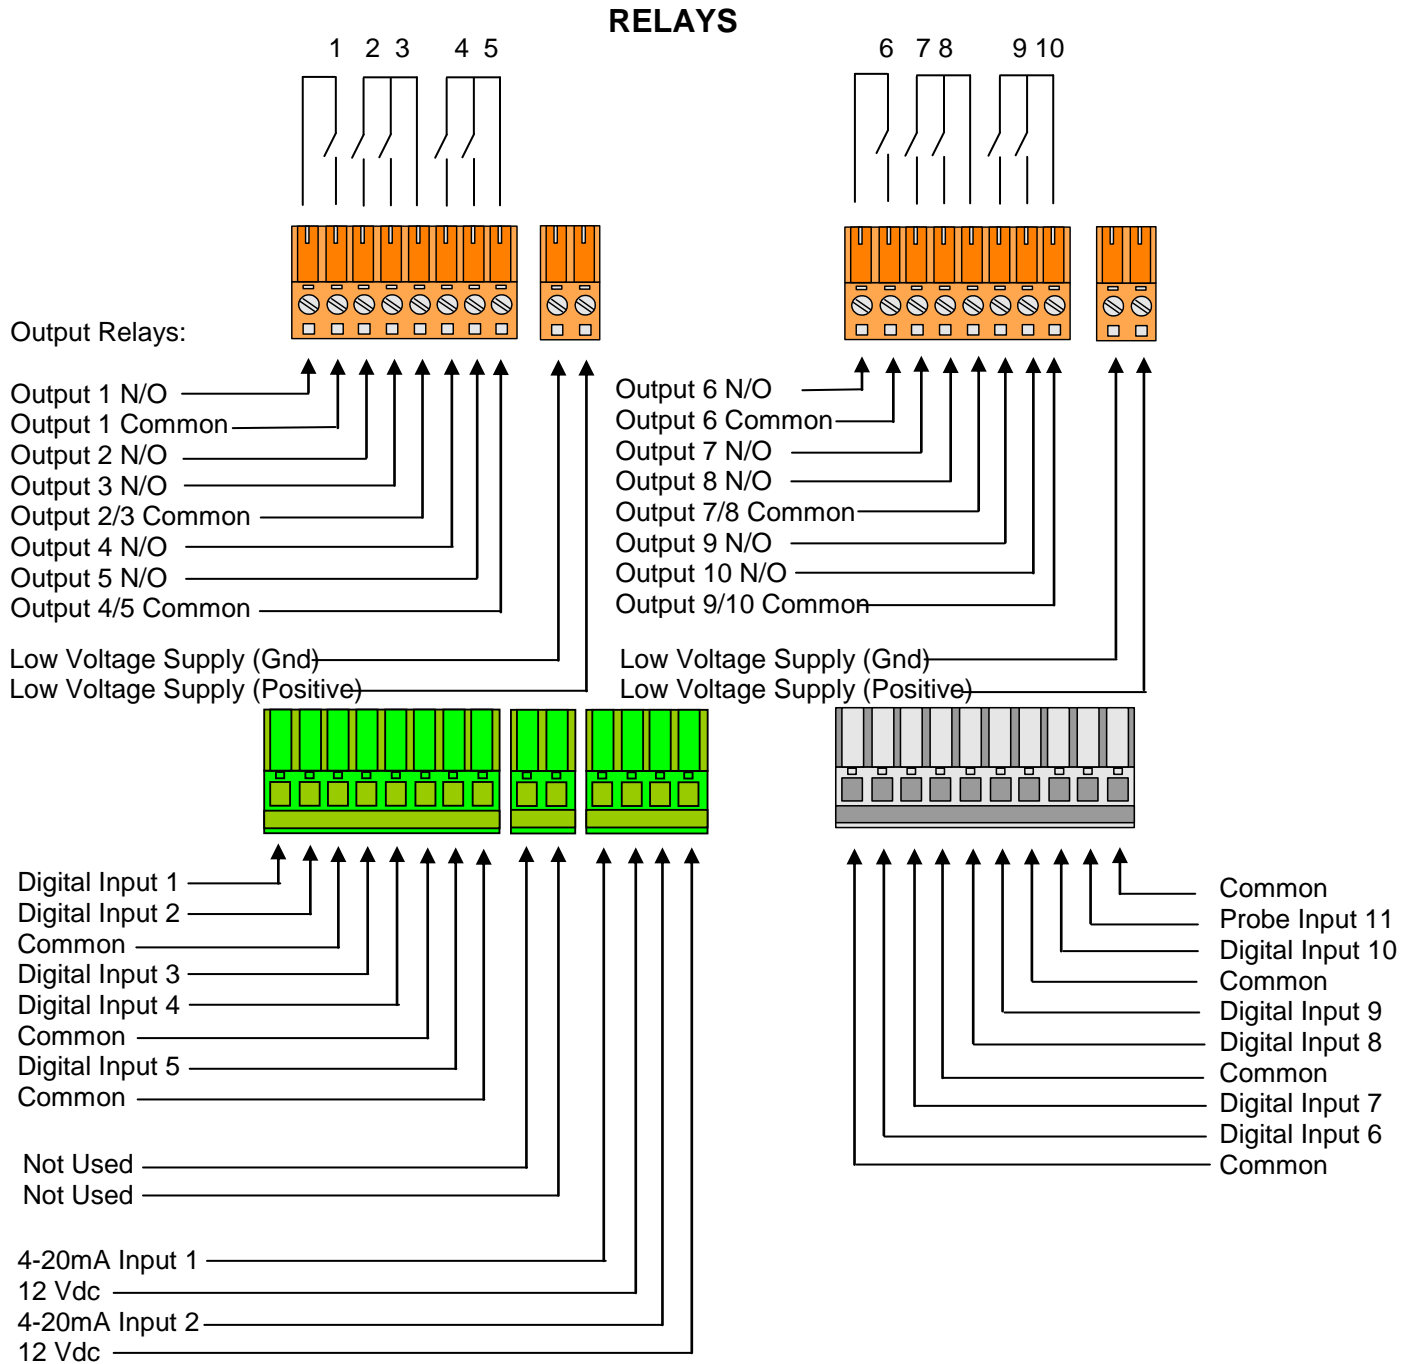 RELAYS
1 2 3 4 5
6 7 8 9 10
Output Relays:
Output 1 N/O
Output 1 Common
Output 2 N/O
Output 3 N/O
Output 2/3 Common
Output 4 N/O
Output 5 N/O
Output 4/5 Common
Low Voltage Supply (Gnd)
Low Voltage Supply (Positive)
Output 6 N/O
Output 6 Common
Output 7 N/O
Output 8 N/O
Output 7/8 Common
Output 9 N/O
Output 10 N/O
Output 9/10 Common
Low Voltage Supply (Gnd)
Low Voltage Supply (Positive)
Digital Input 1
Digital Input 2
Common
Digital Input 3
Digital Input 4
Common
Digital Input 5
Common
Not Used
Not Used
4-20mA Input 1
12 Vdc
4-20mA Input 2
12 Vdc
Common
Probe Input 11
Digital Input 10
Common
Digital Input 9
Digital Input 8
Common
Digital Input 7
Digital Input 6
Common